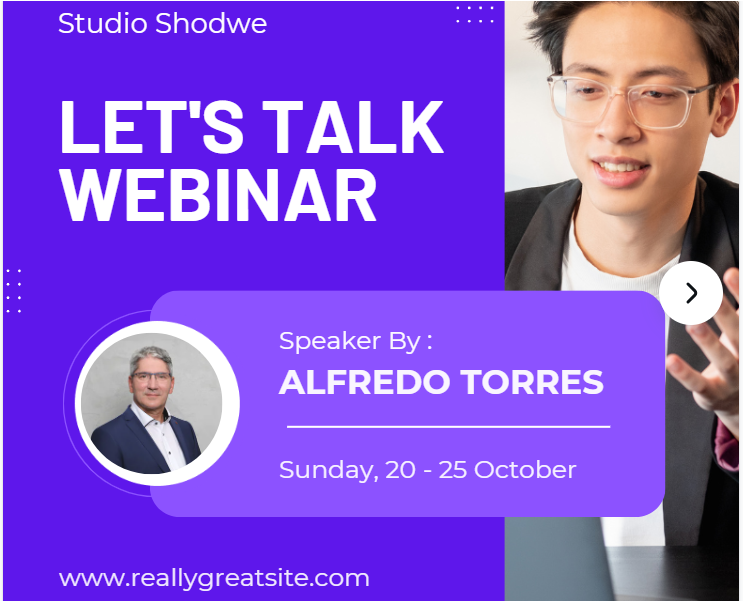 Studio Shodwe
LET'S TALK
WEBINAR
Speaker By :
ALFREDO TORRES
Sunday, 20 - 25 October
www.reallygreatsite.com